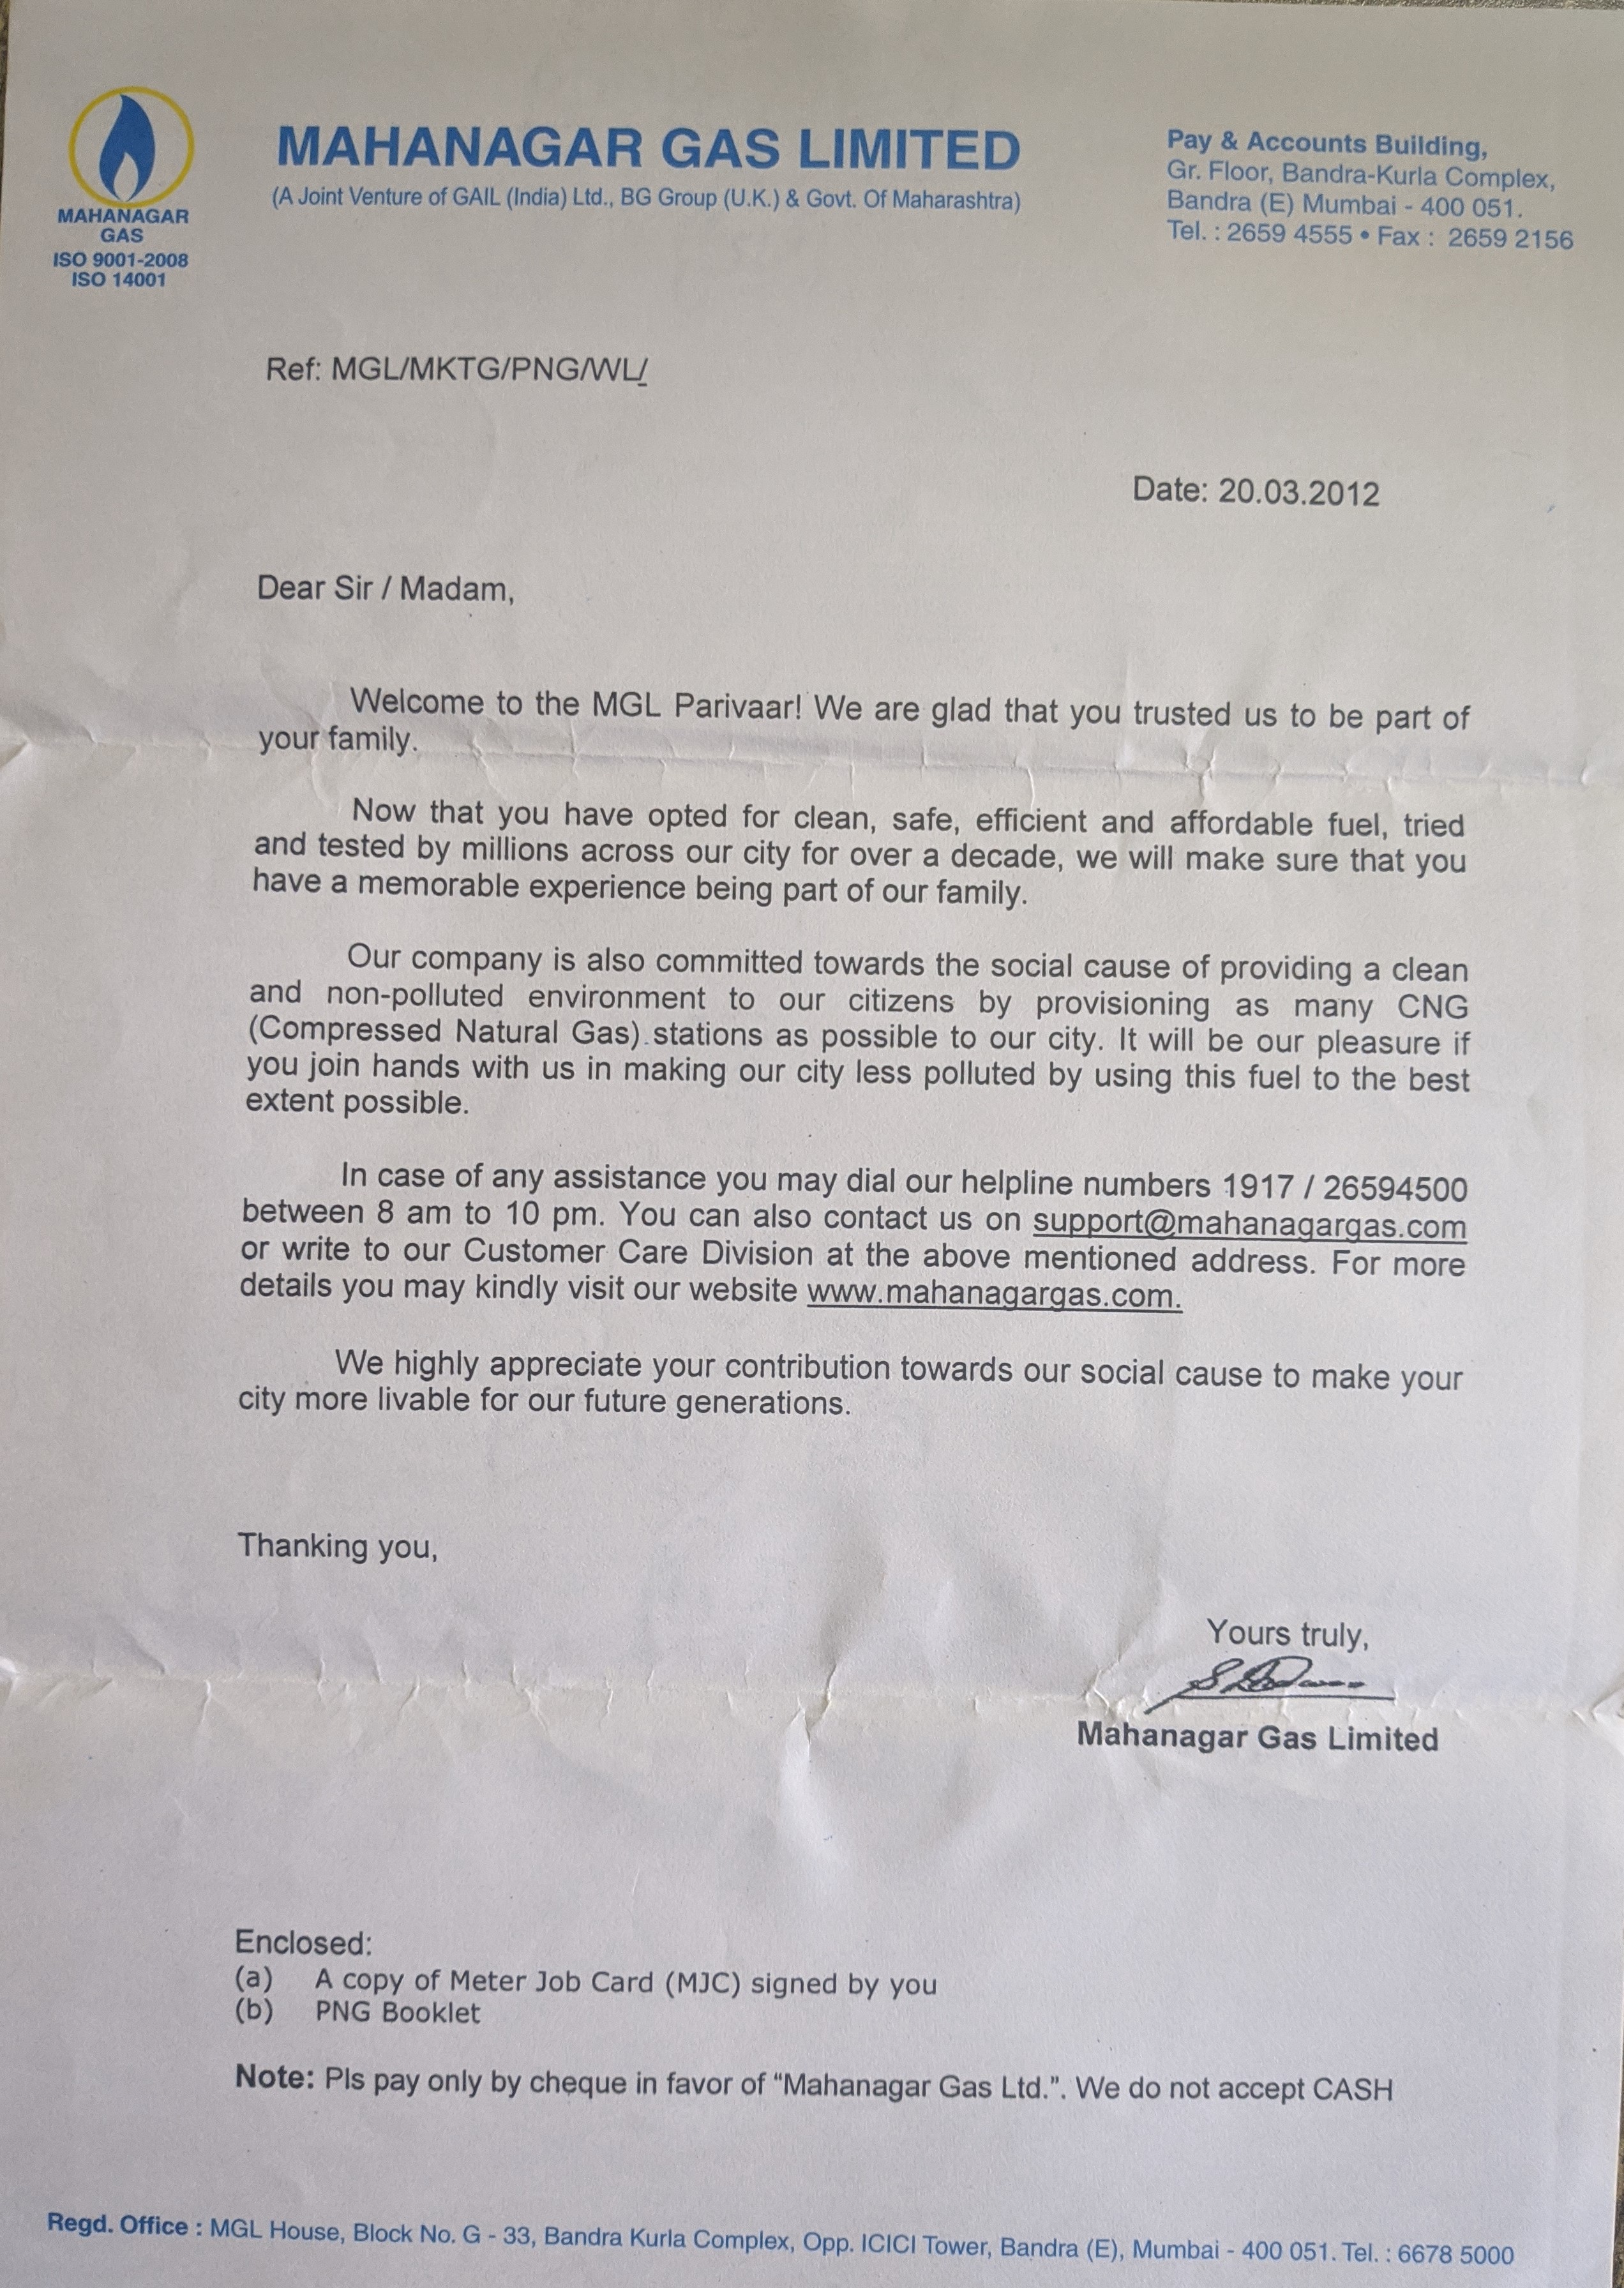 MAHANAGAR
GAS
ISO 9001-2008
ISO 14001
MAHANAGAR GAS LIMITED
(A Joint Venture of GAIL (India) Ltd., BG Group (U.K.) & Govt. Of Maharashtra)
Pay & Accounts Building,
Gr. Floor, Bandra-Kurla Complex,
Bandra (E) Mumbai - 400 051.
Tel. : 2659 4555 • Fax : 2659 2156
Ref: MGL/MKTG/PNG/WL/
Date: 20.03.2012
Dear Sir / Madam,
Welcome to the MGL Parivaar! We are glad that you trusted us to be part of
your family.
Now that you have opted for clean, safe, efficient and affordable fuel, tried
and tested by millions across our city for over a decade, we will make sure that you
have a memorable experience being part of our family.
Our company is also committed towards the social cause of providing a clean
and non-polluted environment to our citizens by provisioning as many CNG
(Compressed Natural Gas) stations as possible to our city. It will be our pleasure if
you join hands with us in making our city less polluted by using this fuel to the best
extent possible.
In case of any assistance you may dial our helpline numbers 1917 / 26594500
between 8 am to 10 pm. You can also contact us on support@mahanagargas.com
or write to our Customer Care Division at the above mentioned address. For more
details you may kindly visit our website www.mahanagargas.com.
We highly appreciate your contribution towards our social cause to make your
city more livable for our future generations.
Thanking you,
Yours truly,
Mahanagar Gas Limited
Enclosed:
(a) A copy of Meter Job Card (MJC) signed by you
(b) PNG Booklet
Note: Pls pay only by cheque in favor of “Mahanagar Gas Ltd.”. We do not accept CASH
Regd. Office : MGL House, Block No. G - 33, Bandra Kurla Complex, Opp. ICICI Tower, Bandra (E), Mumbai - 400 051. Tel. : 6678 5000